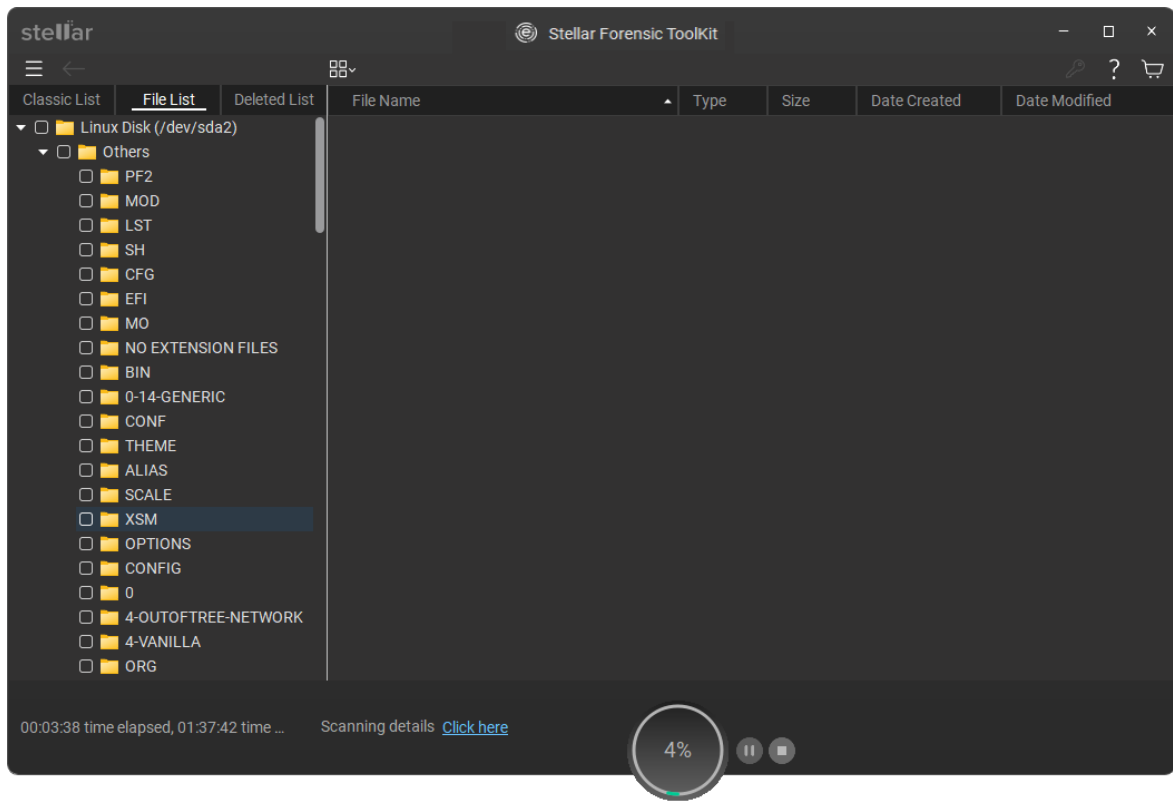 stellar
Stellar Forensic ToolKit
Classic List File List Deleted List
File Name Type Size Date Created Date Modified
Linux Disk (/dev/sda2)
Others
PF2
MOD
LST
SH
CFG
EFI
MO
NO EXTENSION FILES
BIN
0-14-GENERIC
CONF
THEME
ALIAS
SCALE
XSM
OPTIONS
CONFIG
0
4-OUTOFTREE-NETWORK
4-VANILLA
ORG
00:03:38 time elapsed, 01:37:42 time ... Scanning details Click here
4%